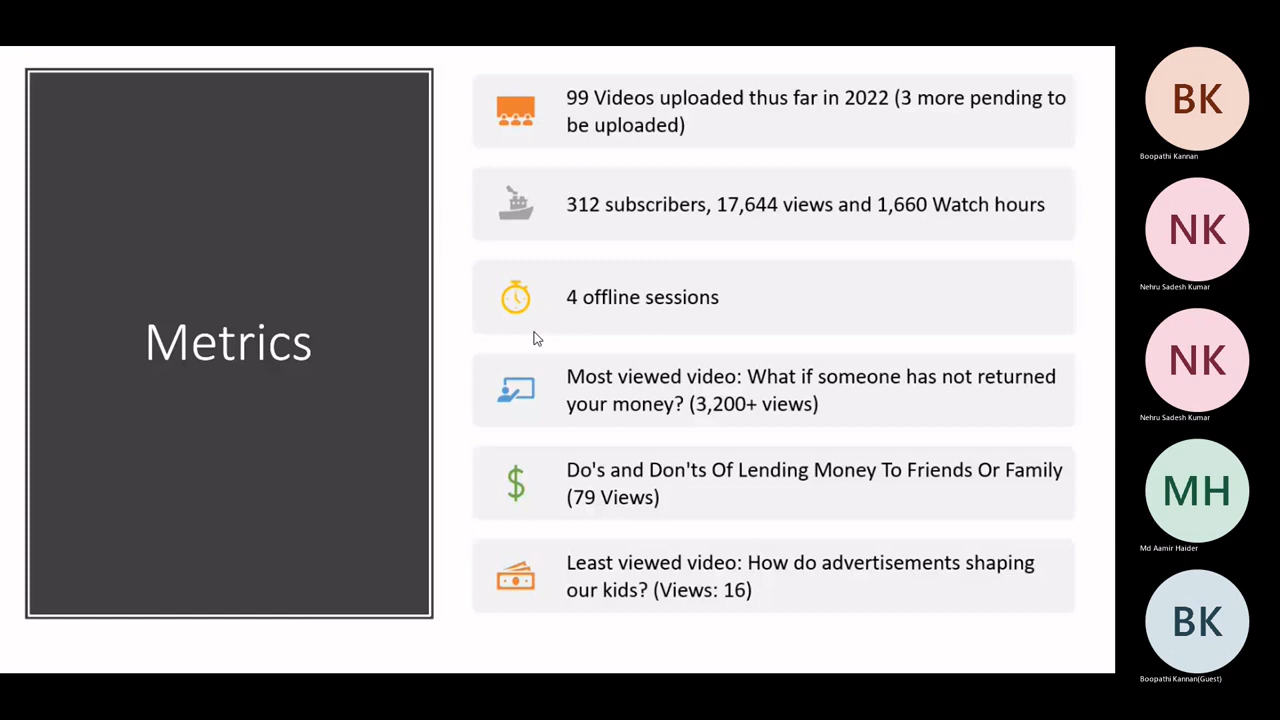 Metrics
99 Videos uploaded thus far in 2022 (3 more pending to
be uploaded)
312 subscribers, 17,644 views and 1,660 Watch hours
4 offline sessions
Most viewed video: What if someone has not returned
your money? (3,200+ views)
Do's and Don'ts Of Lending Money To Friends Or Family
(79 Views)
Least viewed video: How do advertisements shaping
our kids? (Views: 16)
BK
Boopathi Kannan
NK
Nehru Sadesh Kumar
NK
Nehru Sadesh Kumar
MH
Md Aamir Haider
BK
Boopathi Kannan(Guest)